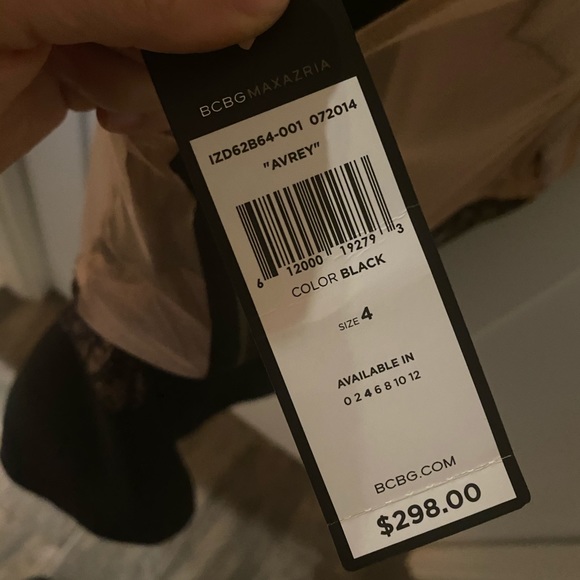 BCBGMAXAZRIA
IZD62B64-001 072014
"AVREY"
6 12000 19279 3
COLOR BLACK
SIZE 4
AVAILABLE IN
0 2 4 6 8 10 12
BCBG.COM
$298.00